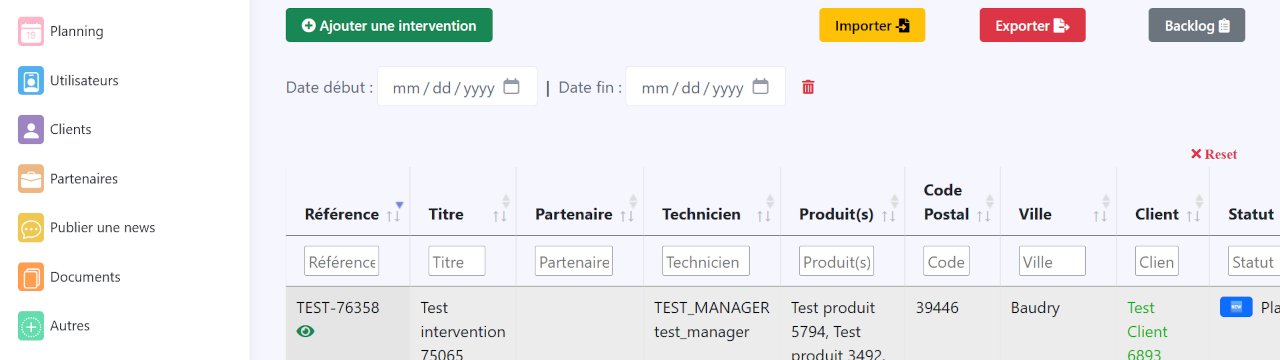 Planning
Utilisateurs
Clients
Partenaires
Publier une news
Documents
Autres
Ajouter une intervention
Importer
Exporter
Backlog
Date début : mm/dd/yyyy | Date fin : mm/dd/yyyy
Reset
Référence Titre Partenaire Technicien Produit(s) Code Postal Ville Client Statut
Référence Titre Partenaire Technicien Produit(s) Code Ville Clien Statut
TEST-76358
Test
intervention
75065
TEST_MANAGER
test_manager
Test produit
5794, Test
produit 3492,
39446
Baudry
Test
Client
6893
NEW Pla